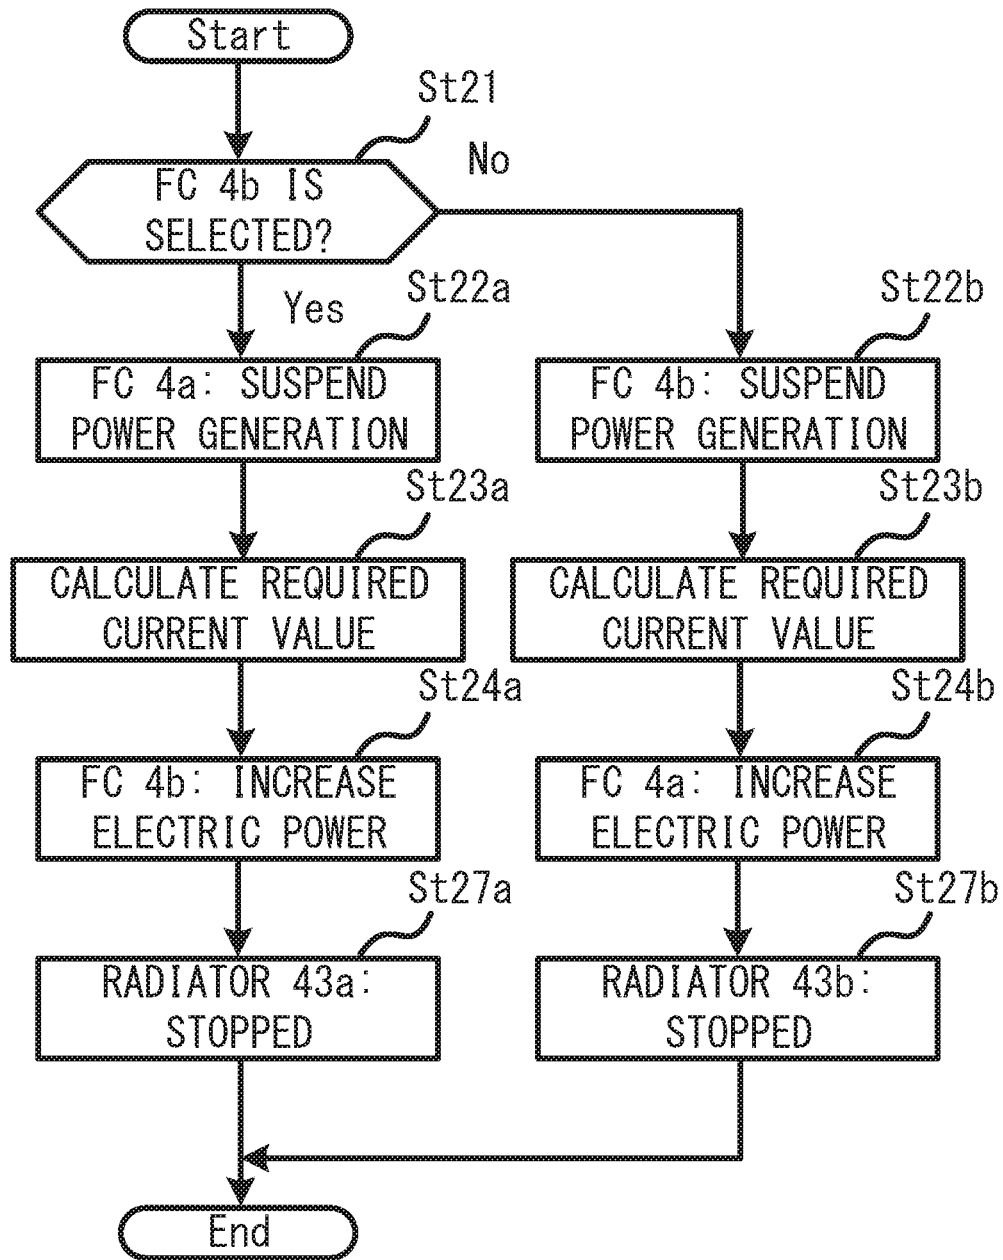 Start
St21
FC 4b IS
SELECTED?
No
Yes
St22a
FC 4a: SUSPEND
POWER GENERATION
St22b
FC 4b: SUSPEND
POWER GENERATION
St23a
CALCULATE REQUIRED
CURRENT VALUE
St23b
CALCULATE REQUIRED
CURRENT VALUE
St24a
FC 4b: INCREASE
ELECTRIC POWER
St24b
FC 4a: INCREASE
ELECTRIC POWER
St27a
RADIATOR 43a:
STOPPED
St27b
RADIATOR 43b:
STOPPED
End